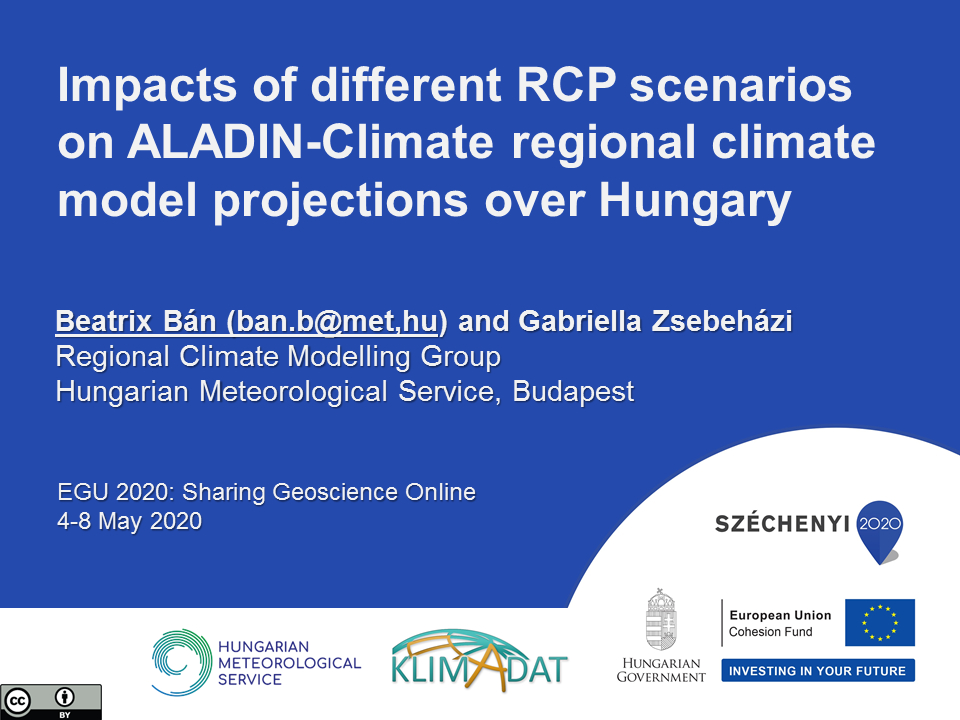 Impacts of different RCP scenarios
on ALADIN-Climate regional climate
model projections over Hungary
Beatrix Bán (ban.b@met,hu) and Gabriella Zsebeházi
Regional Climate Modelling Group
Hungarian Meteorological Service, Budapest
EGU 2020: Sharing Geoscience Online
4-8 May 2020
SZÉCHENYI 2020
HUNGARIAN
METEOROLOGICAL
SERVICE
KLIMADAT
HUNGARIAN
GOVERNMENT
European Union
Cohesion Fund
INVESTING IN YOUR FUTURE
cc
BY